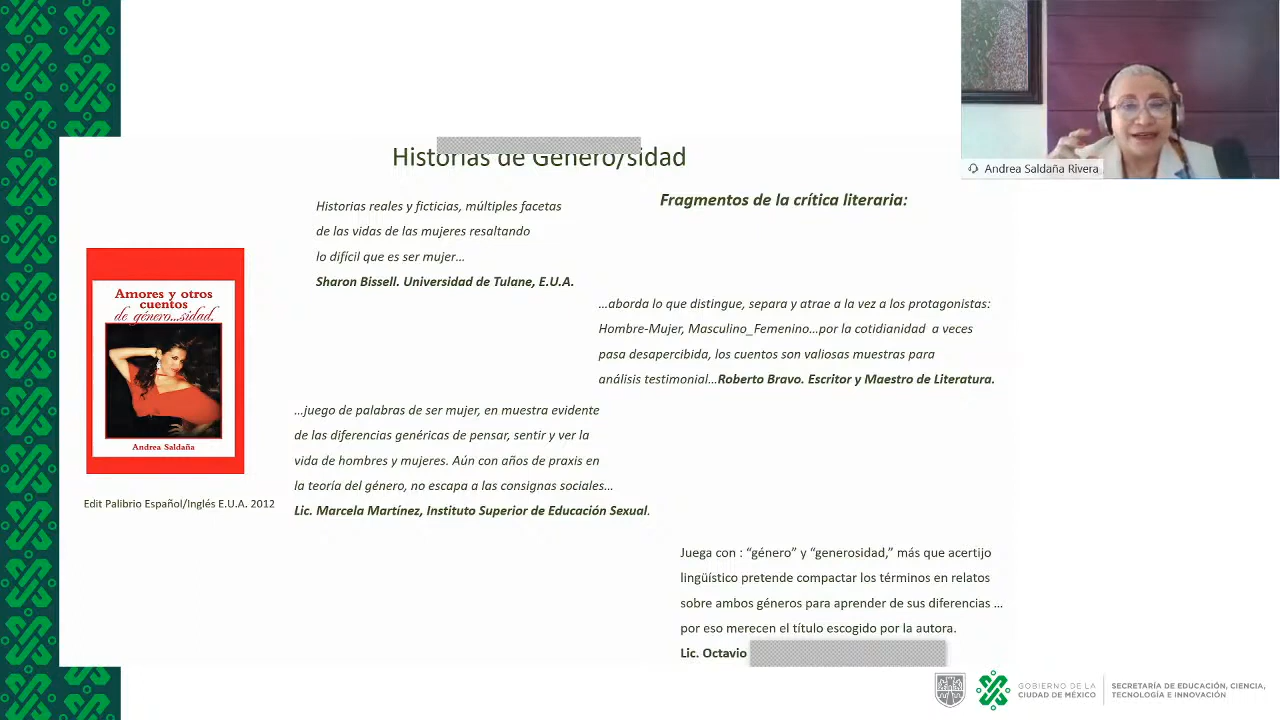 Andrea Saldaña Rivera
Historias de Género/sidad
Fragmentos de la crítica literaria:
Historias reales y ficticias, múltiples facetas
de las vidas de las mujeres resaltando
lo difícil que es ser mujer…
Sharon Bissell. Universidad de Tulane, E.U.A.
…aborda lo que distingue, separa y atrae a la vez a los protagonistas:
Hombre-Mujer, Masculino_Femenino…por la cotidianidad a veces
pasa desapercibida, los cuentos son valiosas muestras para
análisis testimonial…Roberto Bravo. Escritor y Maestro de Literatura.
Amores y otros
cuentos
de género...sidad.
Andrea Saldaña
Edit Palibrio Español/Inglés E.U.A. 2012
…juego de palabras de ser mujer, en muestra evidente
de las diferencias genéricas de pensar, sentir y ver la
vida de hombres y mujeres. Aún con años de praxis en
la teoría del género, no escapa a las consignas sociales…
Lic. Marcela Martínez, Instituto Superior de Educación Sexual.
Juega con : “género” y “generosidad,” más que acertijo
lingüístico pretende compactar los términos en relatos
sobre ambos géneros para aprender de sus diferencias …
por eso merecen el título escogido por la autora.
Lic. Octavio
GOBIERNO DE LA
CIUDAD DE MÉXICO
SECRETARÍA DE EDUCACIÓN, CIENCIA,
TECNOLOGÍA E INNOVACIÓN